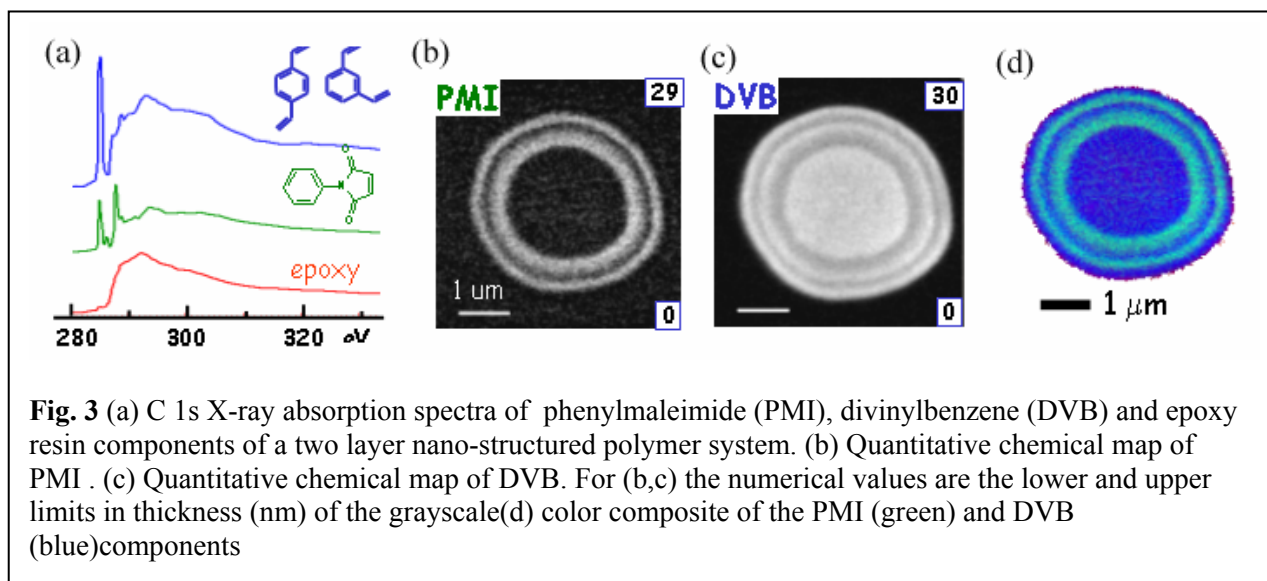 (a)
(b)
(c)
(d)
PMI
29
DVB
30
O
N
O
epoxy
1 um
0
0
1 μm
280 300 320 eV
Fig. 3 (a) C 1s X-ray absorption spectra of phenylmaleimide (PMI), divinylbenzene (DVB) and epoxy
resin components of a two layer nano-structured polymer system. (b) Quantitative chemical map of
PMI . (c) Quantitative chemical map of DVB. For (b,c) the numerical values are the lower and upper
limits in thickness (nm) of the grayscale(d) color composite of the PMI (green) and DVB
(blue)components